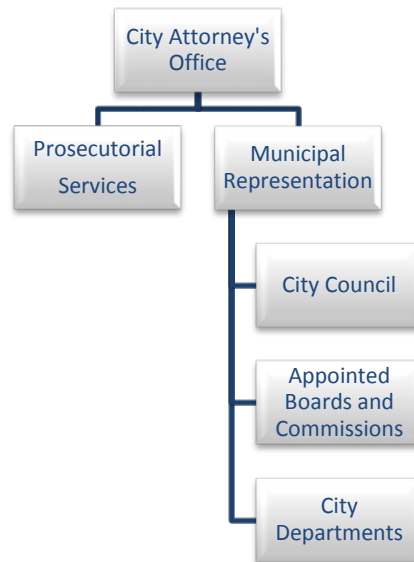 City Attorney's
Office
Prosecutorial
Services
Municipal
Representation
City Council
Appointed
Boards and
Commissions
City
Departments